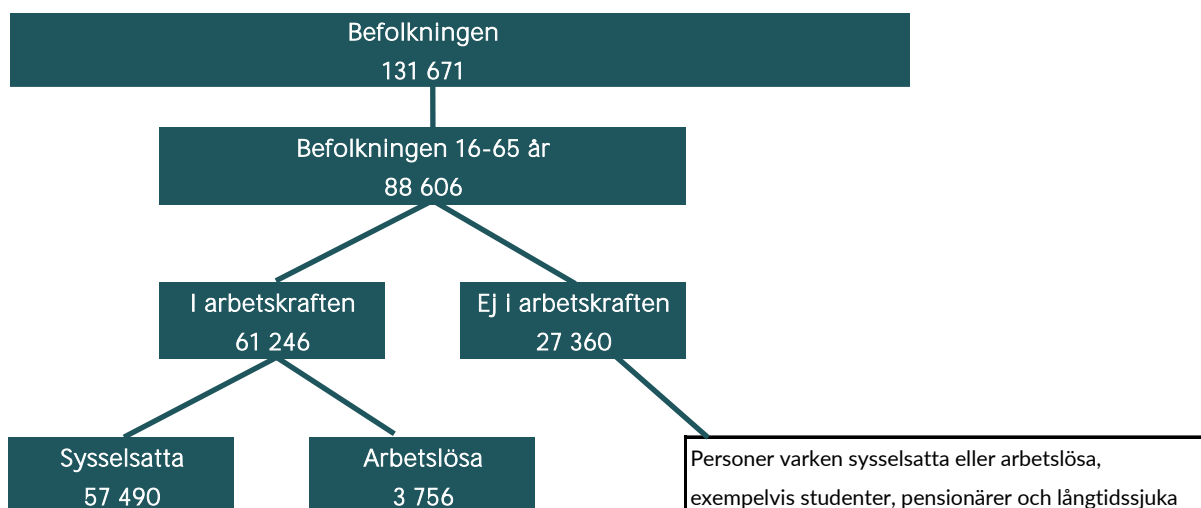 Befolkningen
131 671
Befolkningen 16-65 år
88 606
I arbetskraften
61 246
Ej i arbetskraften
27 360
Sysselsatta
57 490
Arbetslösa
3 756
Personer varken sysselsatta eller arbetslösa,
exempelvis studenter, pensionärer och långtidssjuka